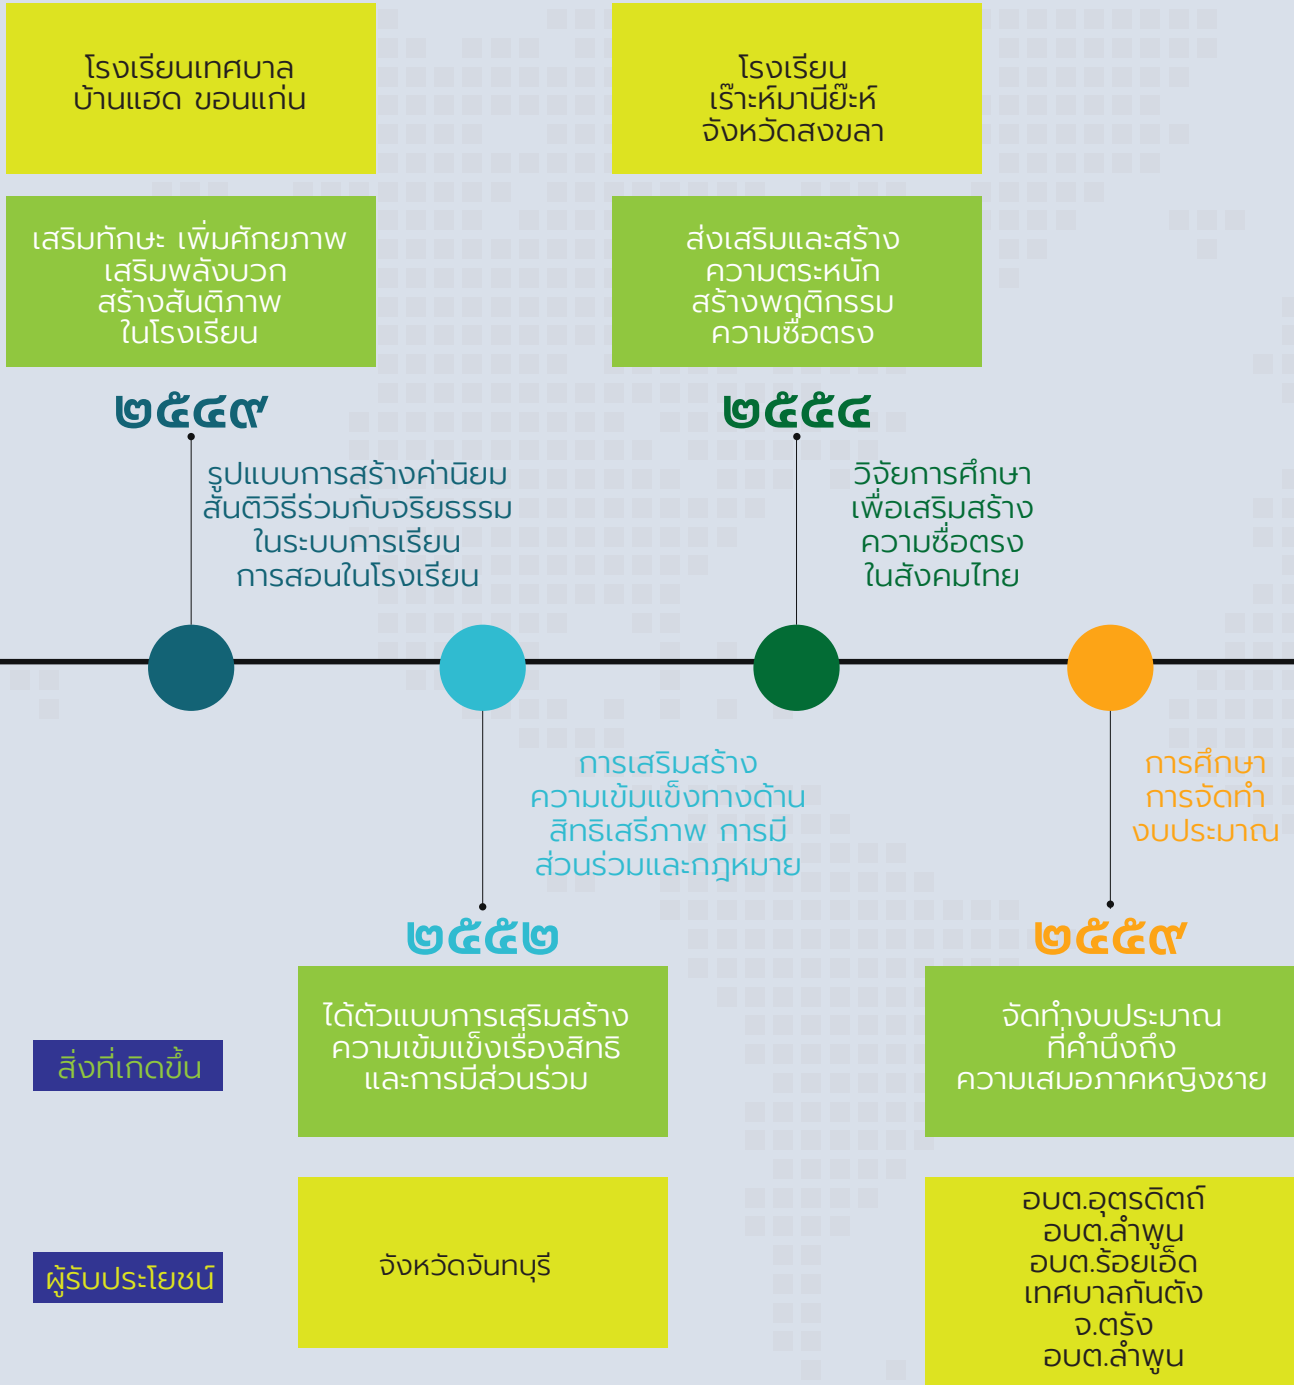 โรงเรียนเทศบาล
บ้านแฮด ขอนแก่น
โรงเรียน
เร๊าะห์มานีย๊ะห์
จังหวัดสงขลา
เสริมทักษะ เพิ่มศักยภาพ
เสริมพลังบวก
สร้างสันติภาพ
ในโรงเรียน
ส่งเสริมและสร้าง
ความตระหนัก
สร้างพฤติกรรม
ความซื่อตรง
๒๕๔๙
๒๕๕๔
รูปแบบการสร้างค่านิยม
สันติวิธีร่วมกับจริยธรรม
ในระบบการเรียน
การสอนในโรงเรียน
วิจัยการศึกษา
เพื่อเสริมสร้าง
ความซื่อตรง
ในสังคมไทย
การเสริมสร้าง
ความเข้มแข็งทางด้าน
สิทธิเสรีภาพ การมี
ส่วนร่วมและกฎหมาย
การศึกษา
การจัดทำ
งบประมาณ
๒๕๕๒
๒๕๕๙
สิ่งที่เกิดขึ้น
ได้ตัวแบบการเสริมสร้าง
ความเข้มแข็งเรื่องสิทธิ
และการมีส่วนร่วม
จัดทำงบประมาณ
ที่คำนึงถึง
ความเสมอภาคหญิงชาย
ผู้รับประโยชน์
จังหวัดจันทบุรี
อบต.อุตรดิตถ์
อบต.ลำพูน
อบต.ร้อยเอ็ด
เทศบาลกันตัง
จ.ตรัง
อบต.ลำพูน